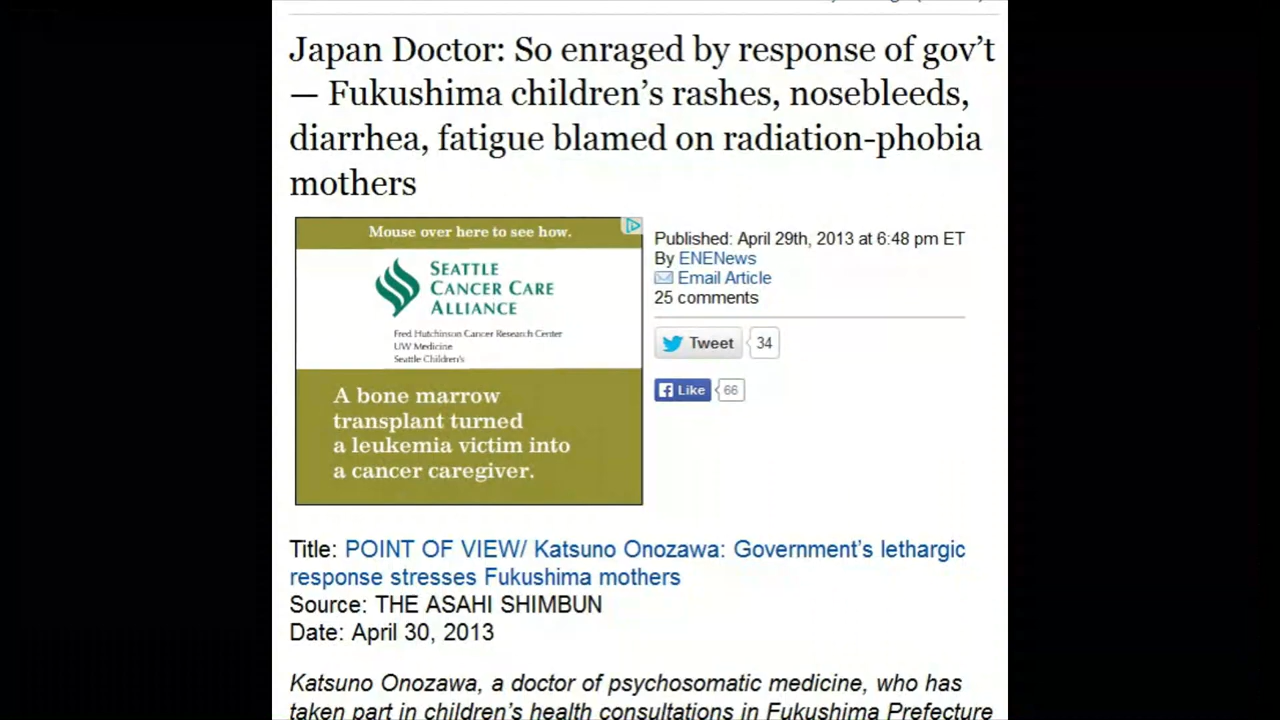 Japan Doctor: So enraged by response of gov’t
— Fukushima children’s rashes, nosebleeds,
diarrhea, fatigue blamed on radiation-phobia
mothers
Mouse over here to see how.
SEATTLE
CANCER CARE
ALLIANCE
Fred Hutchinson Cancer Research Center
UW Medicine
Seattle Children's
A bone marrow
transplant turned
a leukemia victim into
a cancer caregiver.
Published: April 29th, 2013 at 6:48 pm ET
By ENENews
Email Article
25 comments
Tweet 34
Like 66
Title: POINT OF VIEW/ Katsuno Onozawa: Government’s lethargic
response stresses Fukushima mothers
Source: THE ASAHI SHIMBUN
Date: April 30, 2013
Katsuno Onozawa, a doctor of psychosomatic medicine, who has
taken part in children’s health consultations in Fukushima Prefecture